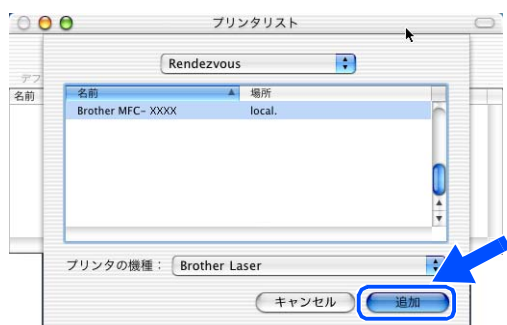 プリンタリスト
Rendezvous
デフ
名前
名前 場所
Brother MFC- XXXX local.
プリンタの機種： Brother Laser
キャンセル 追加